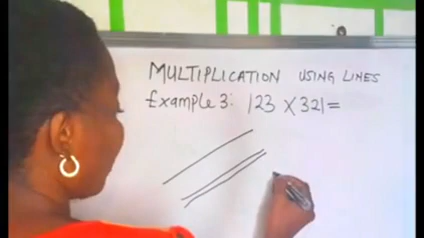 MULTIPLICATION USING LINES
Example 3: 123 X 321=